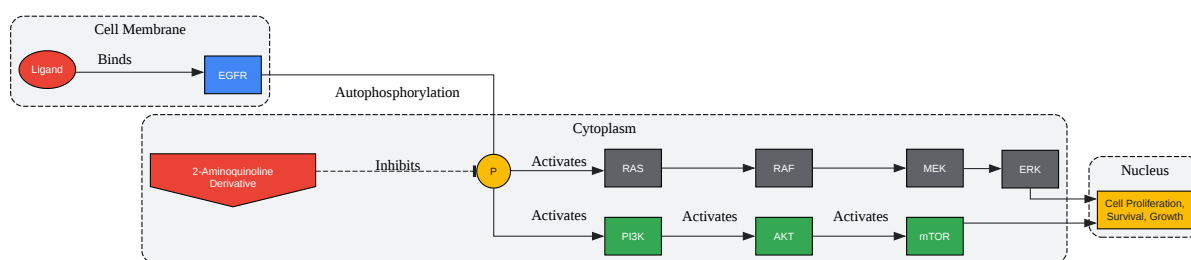 Cell Membrane
Ligand
Binds
EGFR
Autophosphorylation
Cytoplasm
2-Aminoquinoline
Derivative
Inhibits
P
Activates
RAS
RAF
MEK
ERK
Activates
PI3K
Activates
AKT
Activates
mTOR
Nucleus
Cell Proliferation,
Survival, Growth